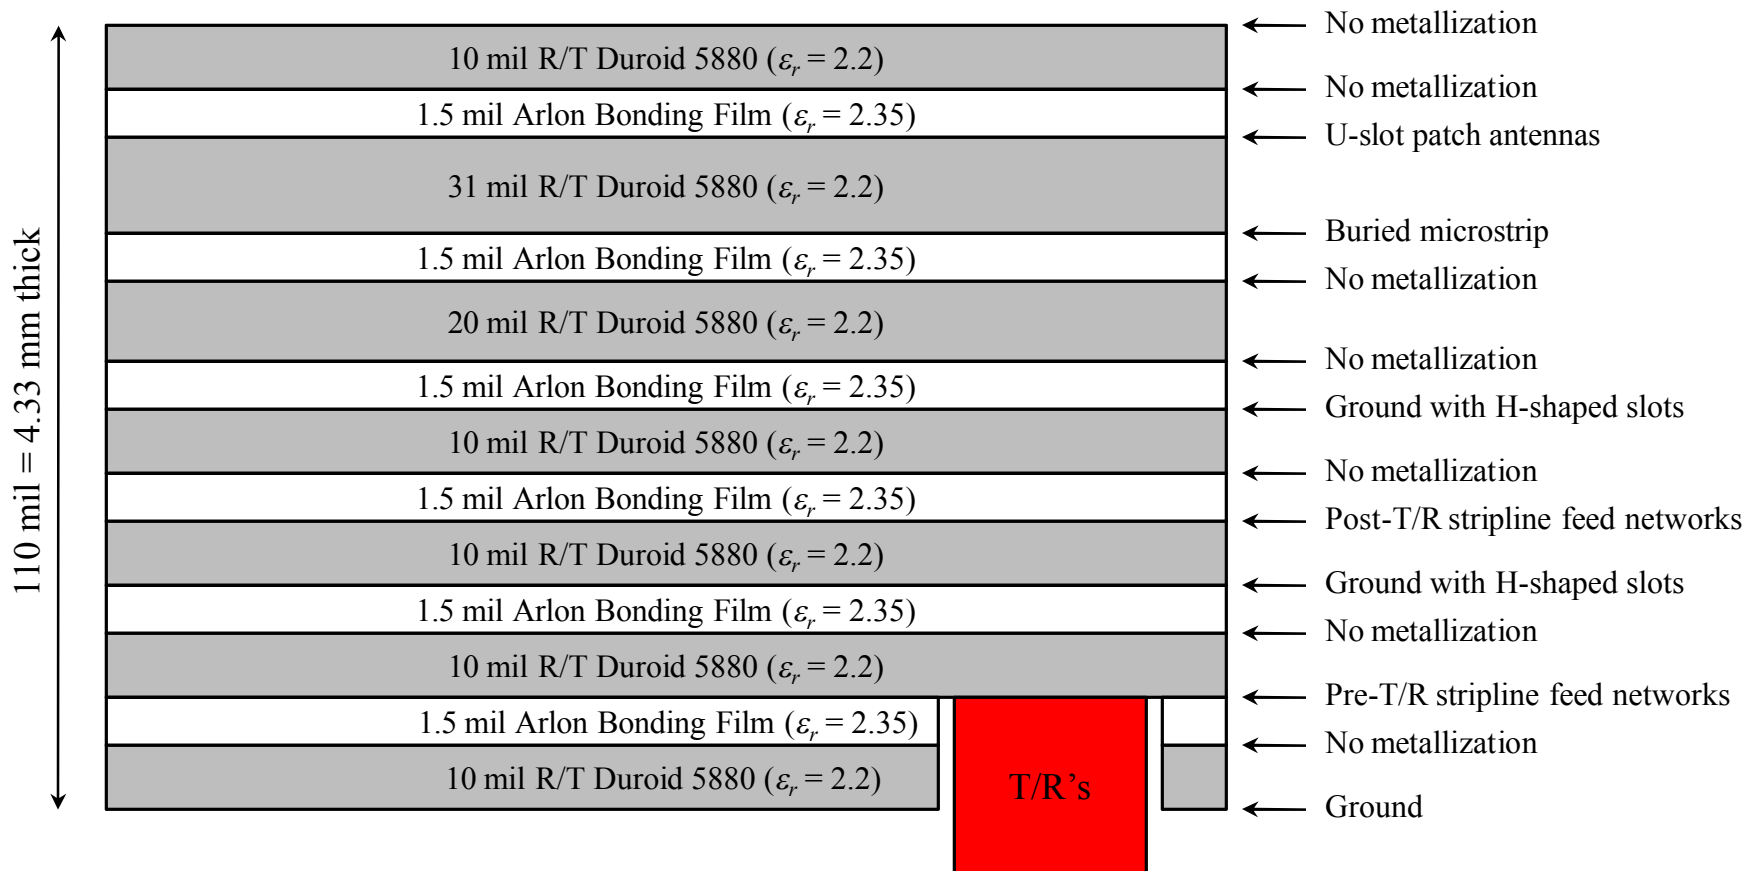 No metallization
10 mil R/T Duroid 5880 (εr = 2.2)
No metallization
1.5 mil Arlon Bonding Film (εr = 2.35)
U-slot patch antennas
31 mil R/T Duroid 5880 (εr = 2.2)
Buried microstrip
1.5 mil Arlon Bonding Film (εr = 2.35)
No metallization
20 mil R/T Duroid 5880 (εr = 2.2)
No metallization
1.5 mil Arlon Bonding Film (εr = 2.35)
Ground with H-shaped slots
10 mil R/T Duroid 5880 (εr = 2.2)
No metallization
1.5 mil Arlon Bonding Film (εr = 2.35)
Post-T/R stripline feed networks
10 mil R/T Duroid 5880 (εr = 2.2)
Ground with H-shaped slots
1.5 mil Arlon Bonding Film (εr = 2.35)
No metallization
10 mil R/T Duroid 5880 (εr = 2.2)
Pre-T/R stripline feed networks
1.5 mil Arlon Bonding Film (εr = 2.35)
No metallization
10 mil R/T Duroid 5880 (εr = 2.2)
T/R’s
Ground
110 mil = 4.33 mm thick